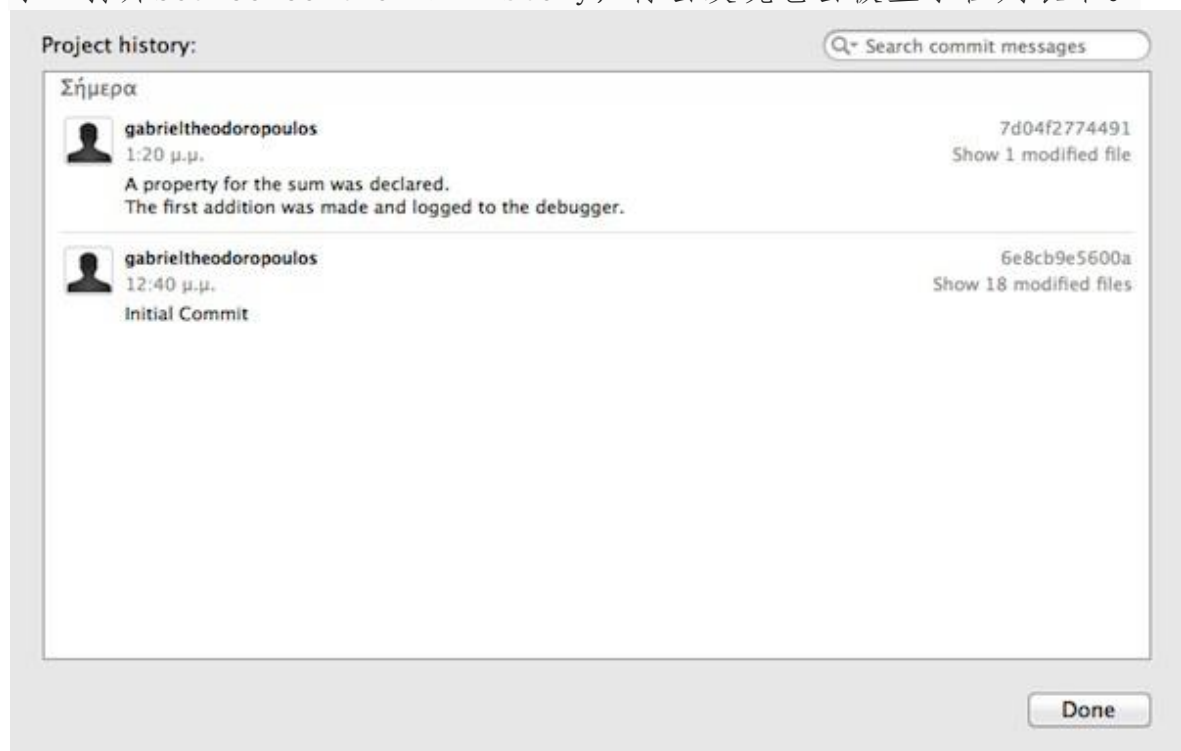 Project history:
Search commit messages
Σήμερα
gabrieltheodoropoulos
7d04f2774491
1:20 μ.μ.
Show 1 modified file
A property for the sum was declared.
The first addition was made and logged to the debugger.
gabrieltheodoropoulos
6e8cb9e5600a
12:40 μ.μ.
Show 18 modified files
Initial Commit
Done